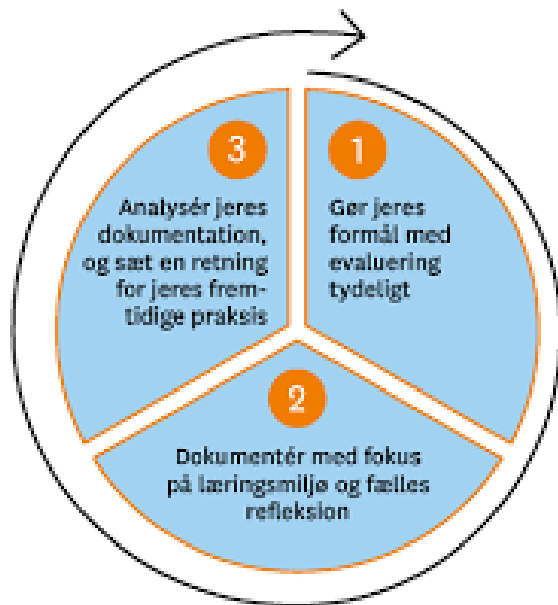 1
Gør jeres
formål med
evaluering
tydeligt
2
Dokumentér med fokus
på læringsmiljø og fælles
refleksion
3
Analysér jeres
dokumentation,
og sæt en retning
for jeres frem-
tidige praksis